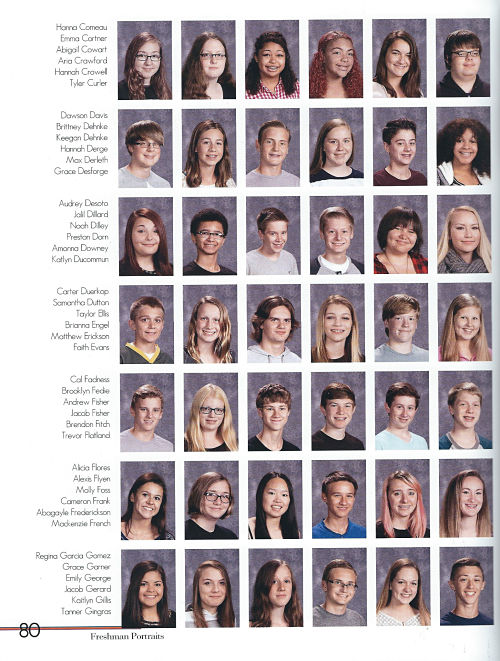 Hanna Comeau
Emma Cortner
Abigail Cowart
Aria Crawford
Hannah Crowell
Tyler Curler
Dawson Davis
Brittney Dehnke
Keegan Dehnke
Hannah Derge
Max Derleth
Grace Desforge
Audrey Desoto
Jalil Dillard
Noah Dilley
Preston Dorn
Amanna Downey
Katlyn Ducommun
Carter Duerkop
Samantha Dutton
Taylor Ellis
Brianna Engel
Matthew Erickson
Faith Evans
Cal Fadness
Brooklyn Fedie
Andrew Fisher
Jacob Fisher
Brendon Fitch
Trevor Flatland
Alicia Flores
Alexis Flyen
Molly Foss
Cameron Frank
Abagayle Frederickson
Mackenzie French
Regina Garcia Gomez
Grace Garner
Emily George
Jacob Gerard
Kaitlyn Gillis
Tanner Gingras
80
Freshman Portraits